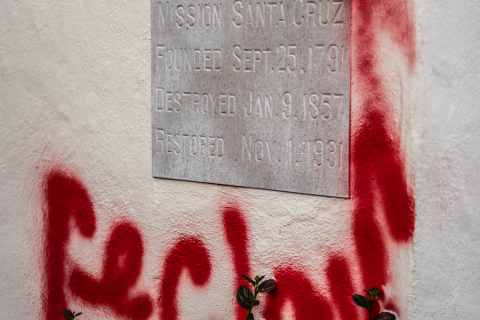 MISSION SANTA CRUZ
FOUNDED SEPT. 25, 1791
DESTROYED JAN. 9, 1857
RESTORED NOV. 1, 1931